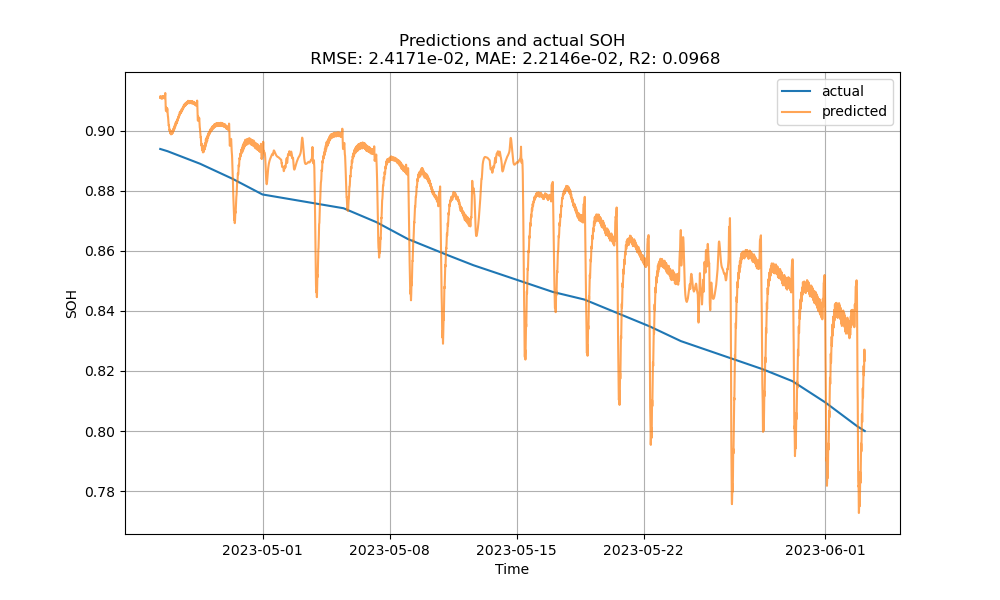 Predictions and actual SOH
RMSE: 2.4171e-02, MAE: 2.2146e-02, R2: 0.0968
actual
predicted
0.90
0.88
0.86
0.84
0.82
0.80
0.78
SOH
2023-05-01
2023-05-08
2023-05-15
2023-05-22
2023-06-01
Time